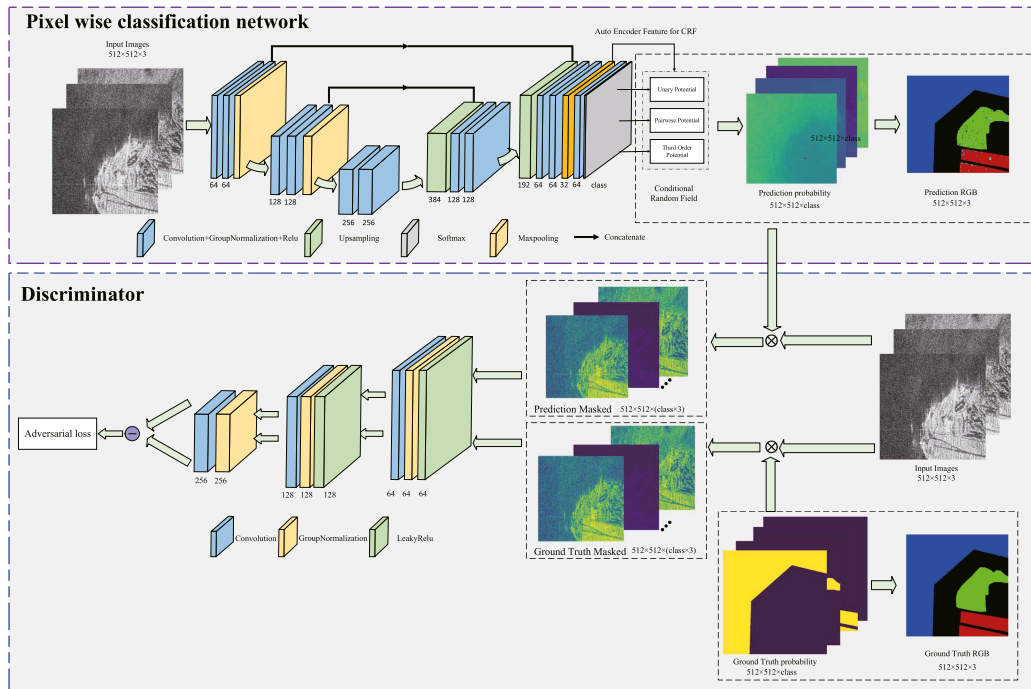 Pixel wise classification network
Input Images
512×512×3
64 64
128 128
256 256
384 128 128
192 64 64 32 64 class
Auto Encoder Feature for CRF
Unary Potential
Pairwise Potential
Third Order
Potential
Conditional
Random Field
512×512×class
Prediction probability
512×512×class
Prediction RGB
512×512×3
Convolution+GroupNormalization+Relu
Upsampling
Softmax
Maxpooling
Concatenate
Discriminator
Adversarial loss
256 256
128 128 128
64 64 64
Prediction Masked 512×512×(class×3)
Ground Truth Masked 512×512×(class×3)
Input Images
512×512×3
Convolution
GroupNormalization
LeakyRelu
Ground Truth probability
512×512×class
Ground Truth RGB
512×512×3